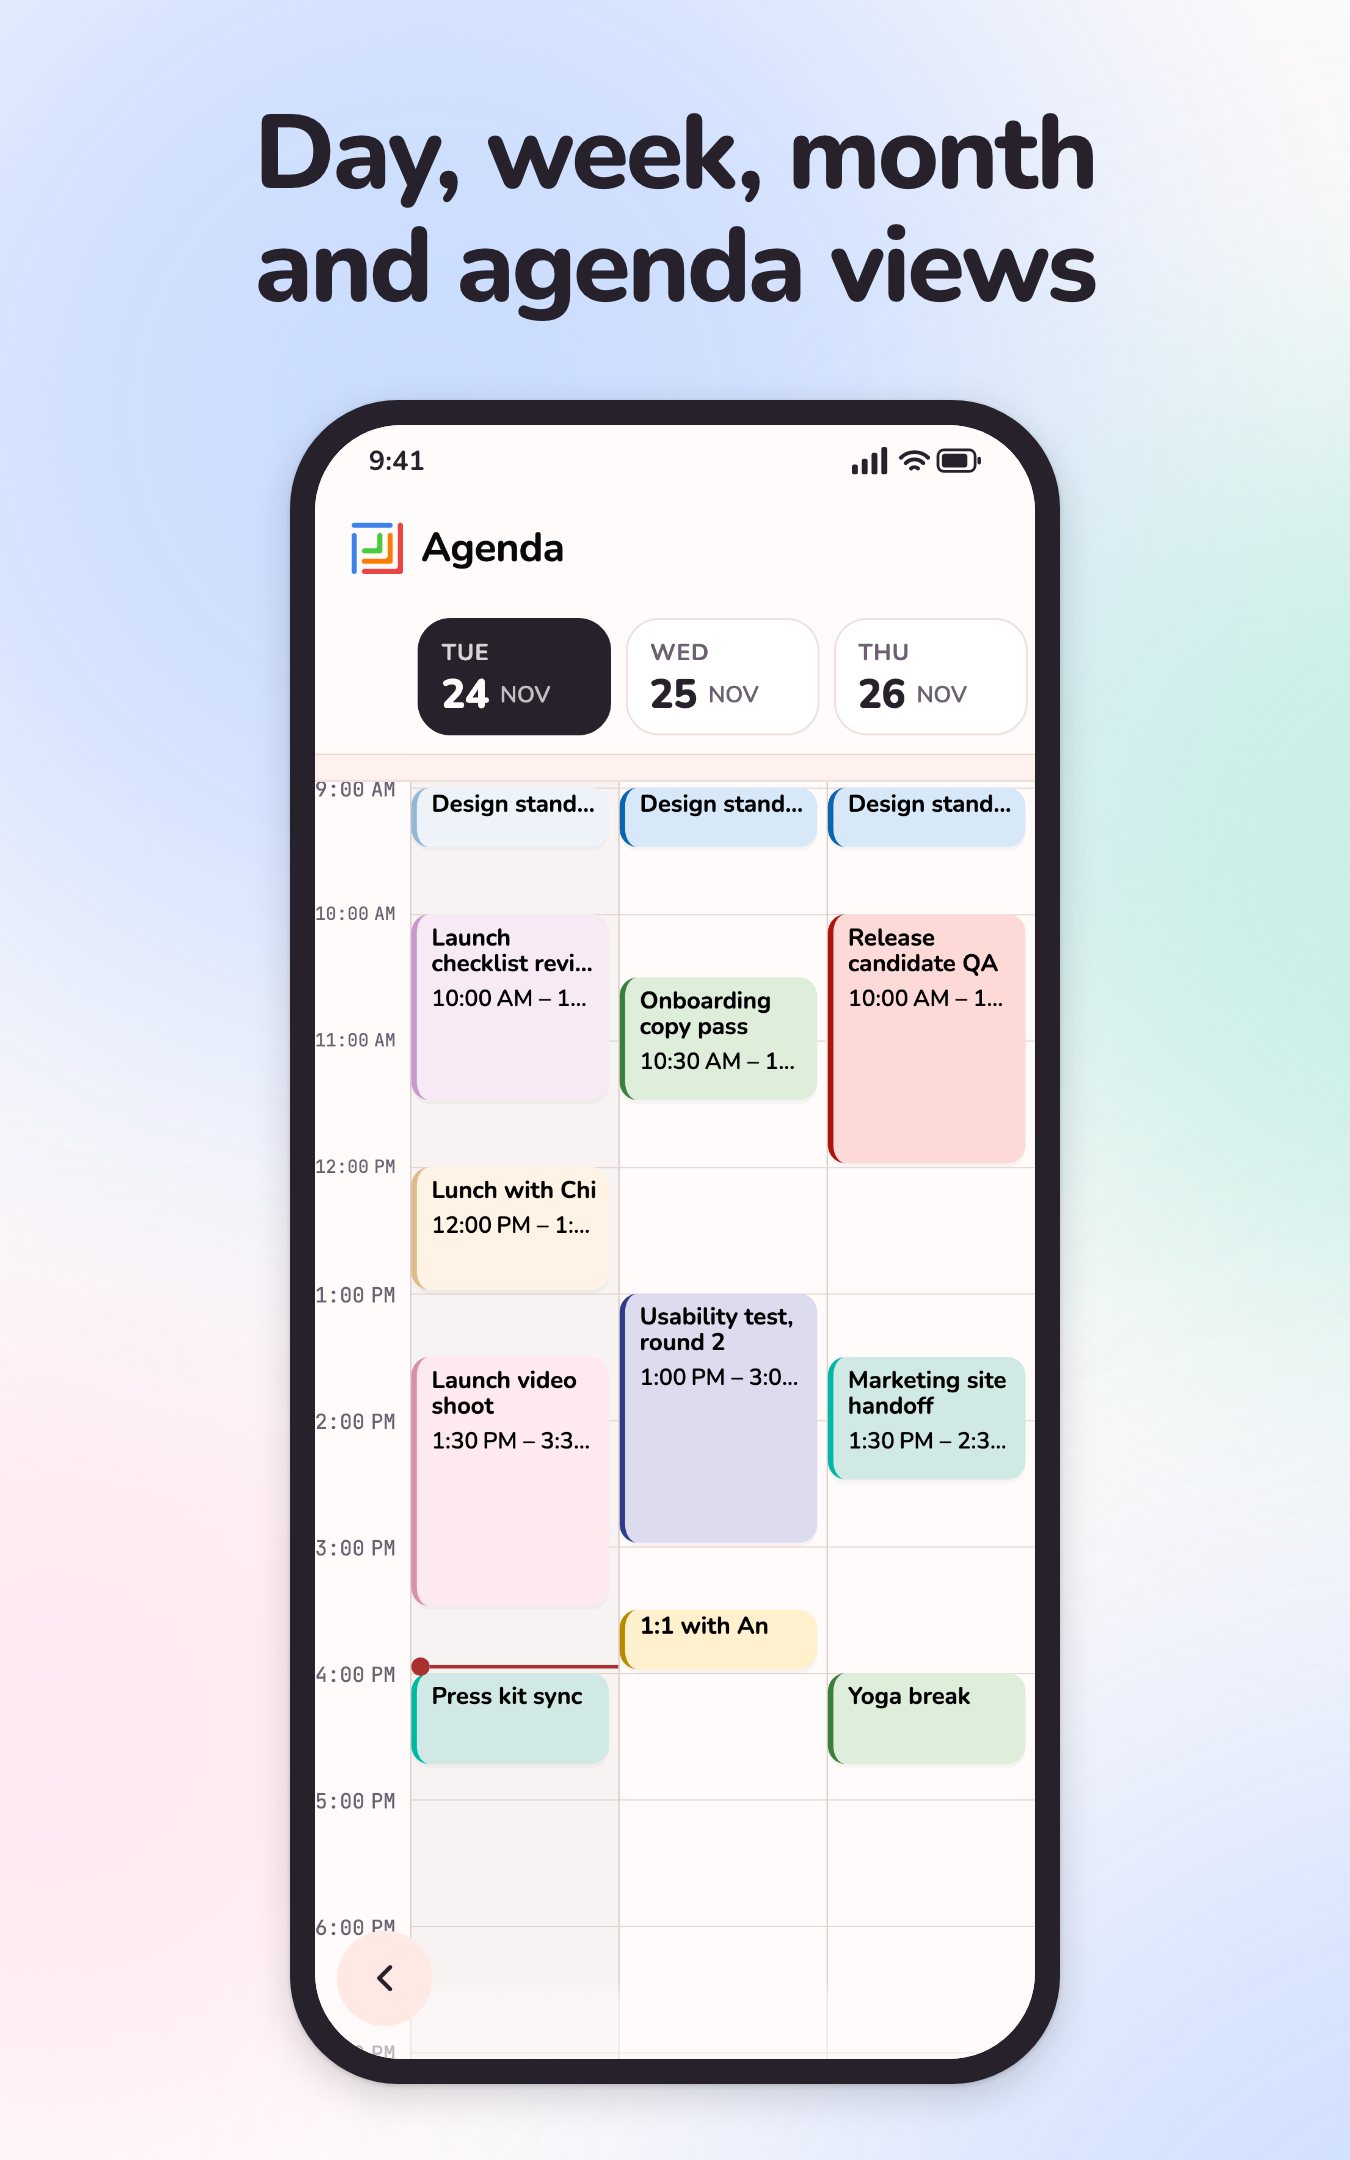 Day, week, month
and agenda views
9:41
Agenda
TUE
24 NOV
WED
25 NOV
THU
26 NOV
9:00 AM
Design stand...
Design stand...
Design stand...
10:00 AM
Launch
checklist revi...
10:00 AM – 1...
Release
candidate QA
10:00 AM – 1...
Onboarding
copy pass
10:30 AM – 1...
11:00 AM
12:00 PM
Lunch with Chi
12:00 PM – 1:...
1:00 PM
Usability test,
round 2
1:00 PM – 3:0...
Launch video
shoot
1:30 PM – 3:3...
Marketing site
handoff
1:30 PM – 2:3...
2:00 PM
3:00 PM
1:1 with An
4:00 PM
Press kit sync
Yoga break
5:00 PM
6:00 PM
PM